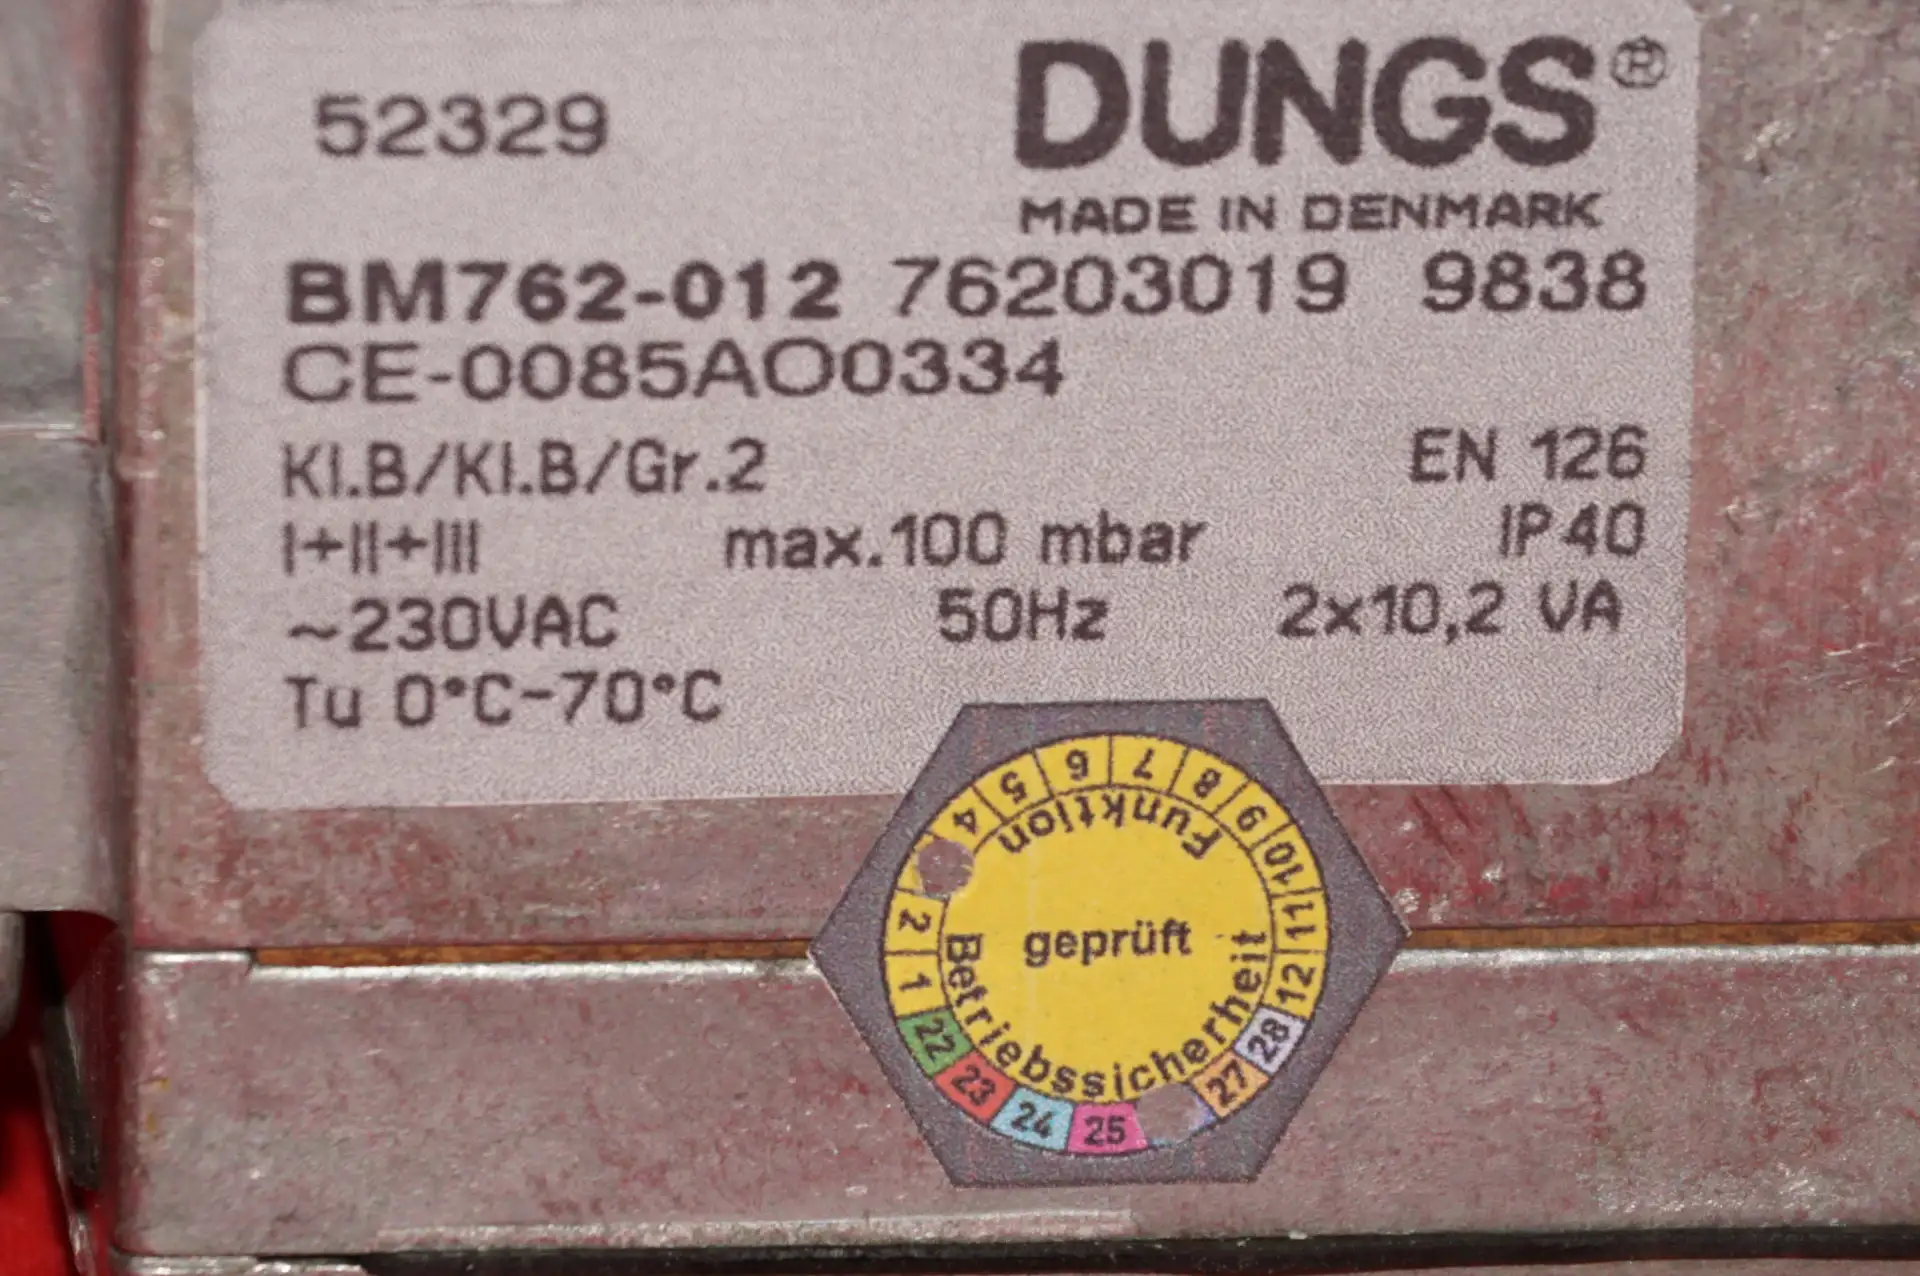 52329
DUNGS®
MADE IN DENMARK
BM762-012 76203019 9838
CE-0085AO0334
Kl.B/Kl.B/Gr.2 EN 126
I+II+III max.100 mbar IP40
~230VAC 50Hz 2x10,2 VA
Tu 0°C-70°C
1 2 4 5 6 7 8 9 10 11 12
Funktion
geprüft
Betriebssicherheit
22 23 24 25 27 28